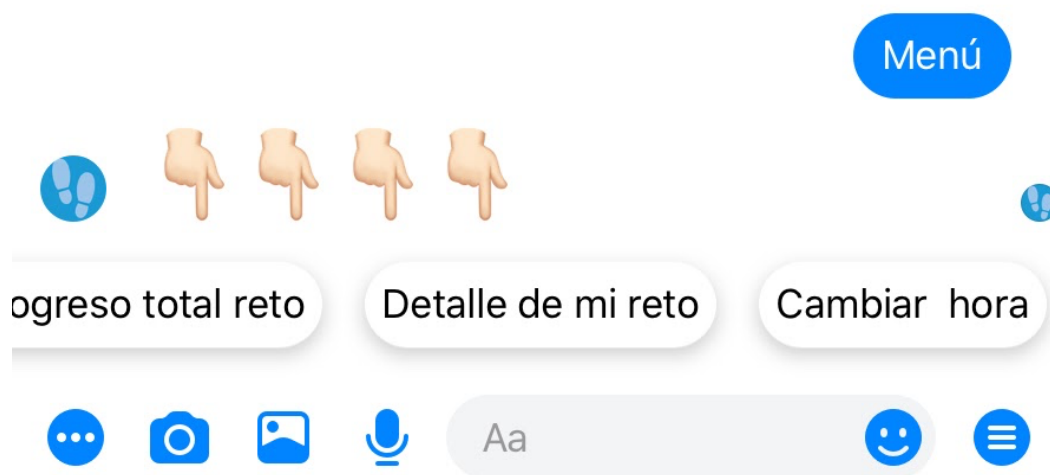 Menú
👇🏻 👇🏻 👇🏻 👇🏻
ogreso total reto
Detalle de mi reto
Cambiar  hora
Aa